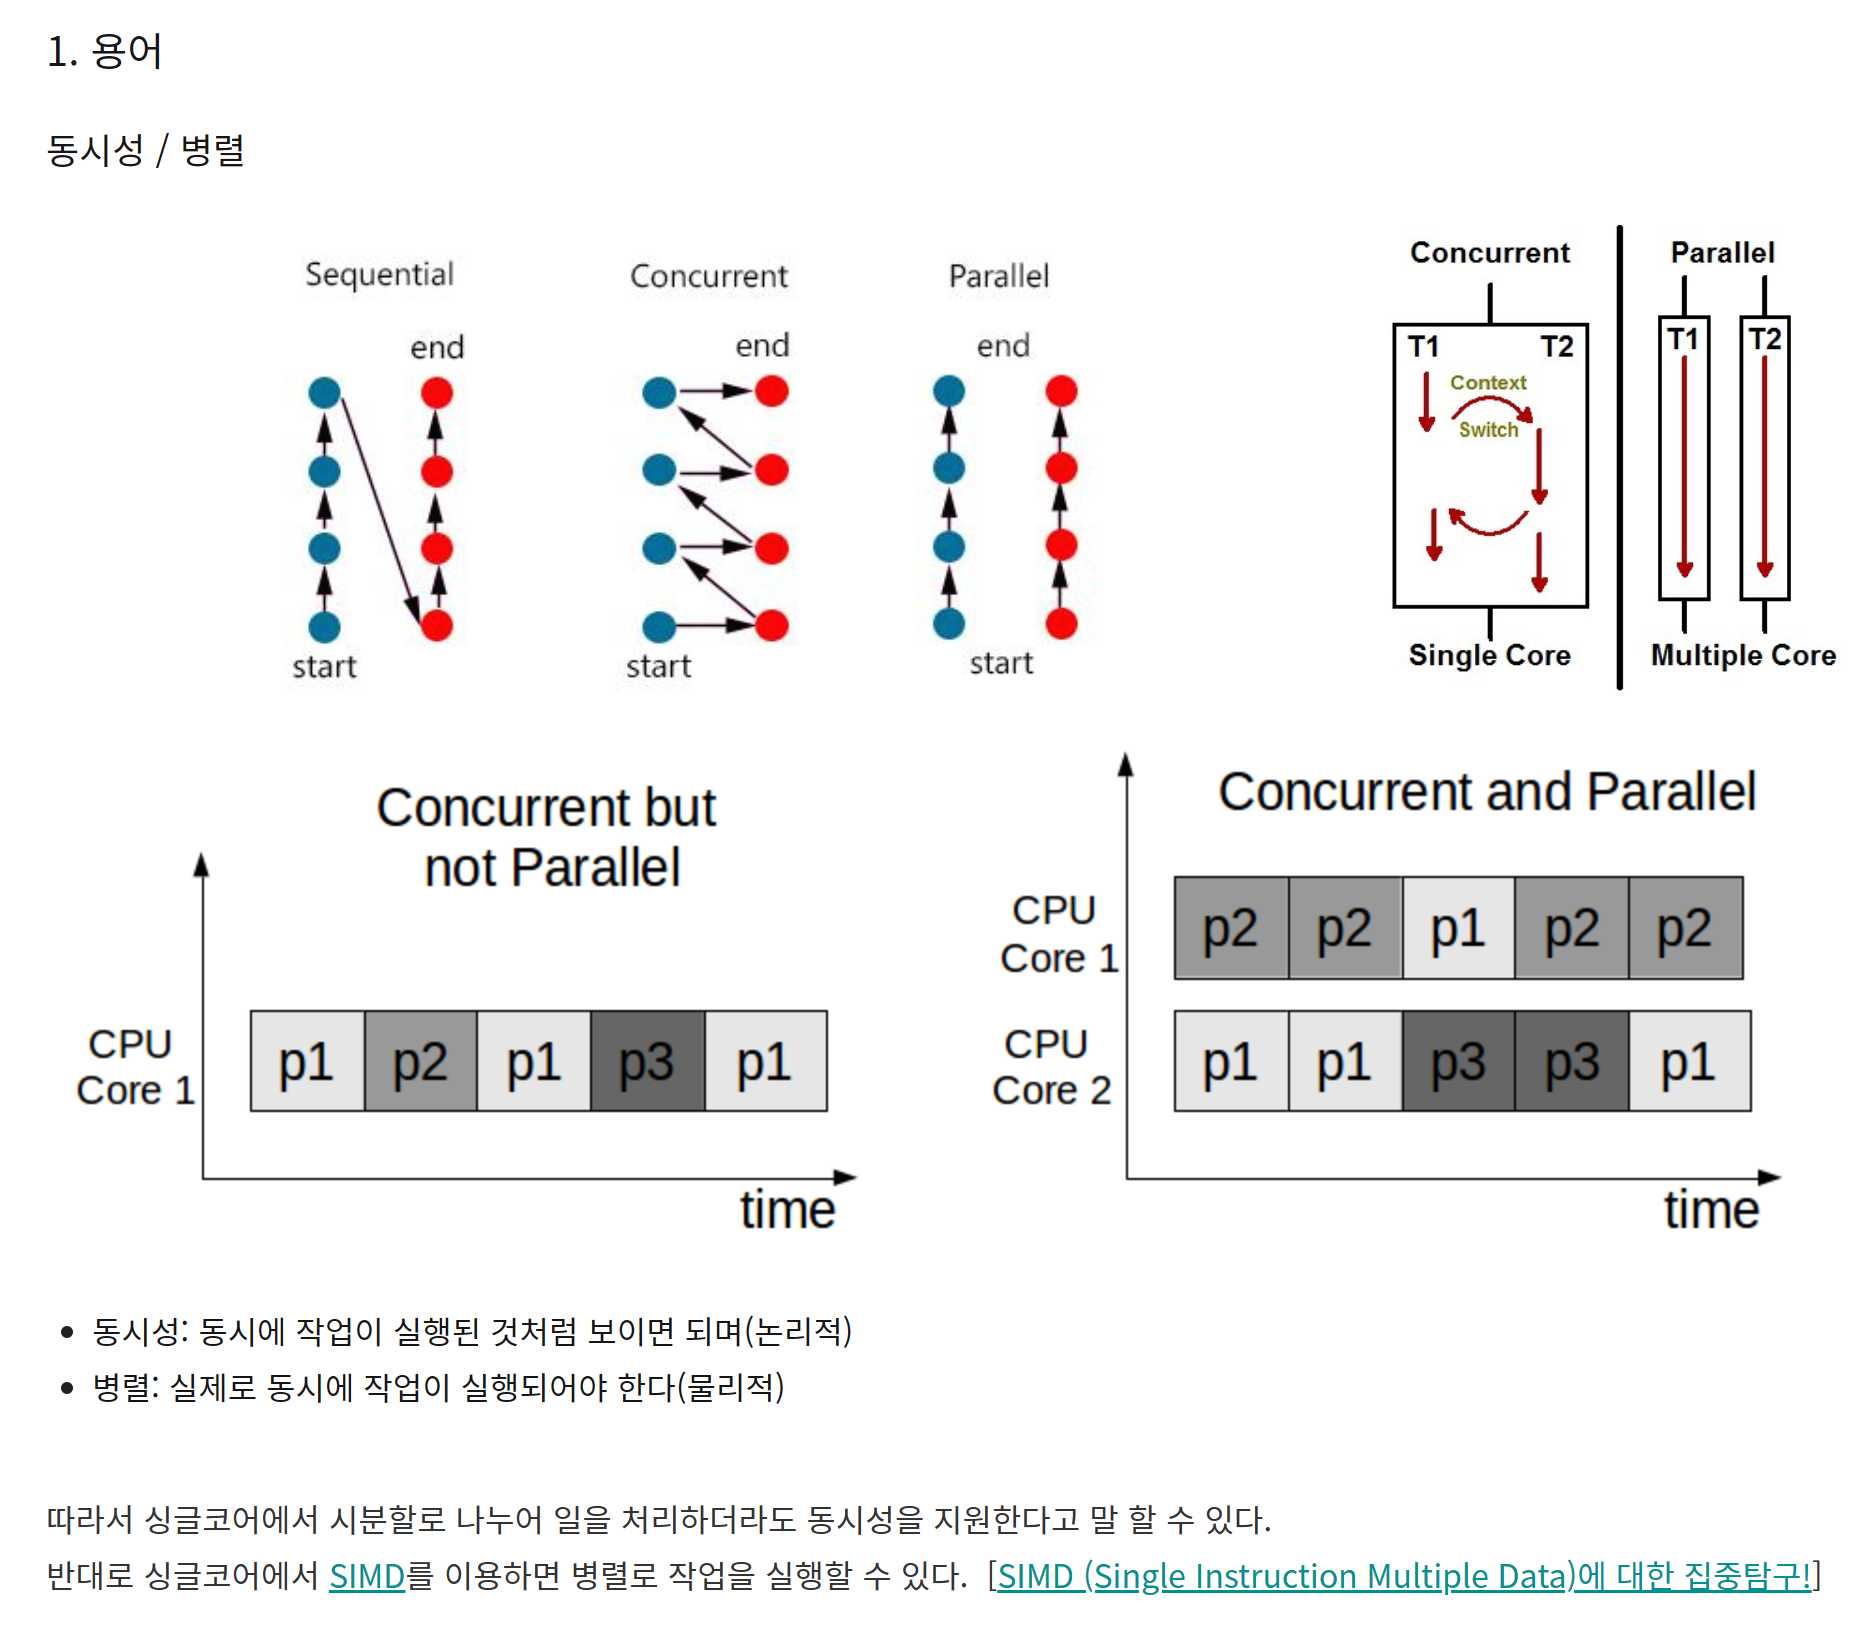 1. 용어
동시성 / 병렬
Sequential
end
start
Concurrent
end
start
Parallel
end
start
Concurrent
T1 T2
Context
Switch
Single Core
Parallel
T1 T2
Multiple Core
Concurrent but
not Parallel
CPU
Core 1
p1 p2 p1 p3 p1
time
Concurrent and Parallel
CPU
Core 1
p2 p2 p1 p2 p2
CPU
Core 2
p1 p1 p3 p3 p1
time
동시성: 동시에 작업이 실행된 것처럼 보이면 되며(논리적)
병렬: 실제로 동시에 작업이 실행되어야 한다(물리적)
따라서 싱글코어에서 시분할로 나누어 일을 처리하더라도 동시성을 지원한다고 말 할 수 있다.
반대로 싱글코어에서 SIMD를 이용하면 병렬로 작업을 실행할 수 있다. [SIMD (Single Instruction Multiple Data)에 대한 집중탐구!]